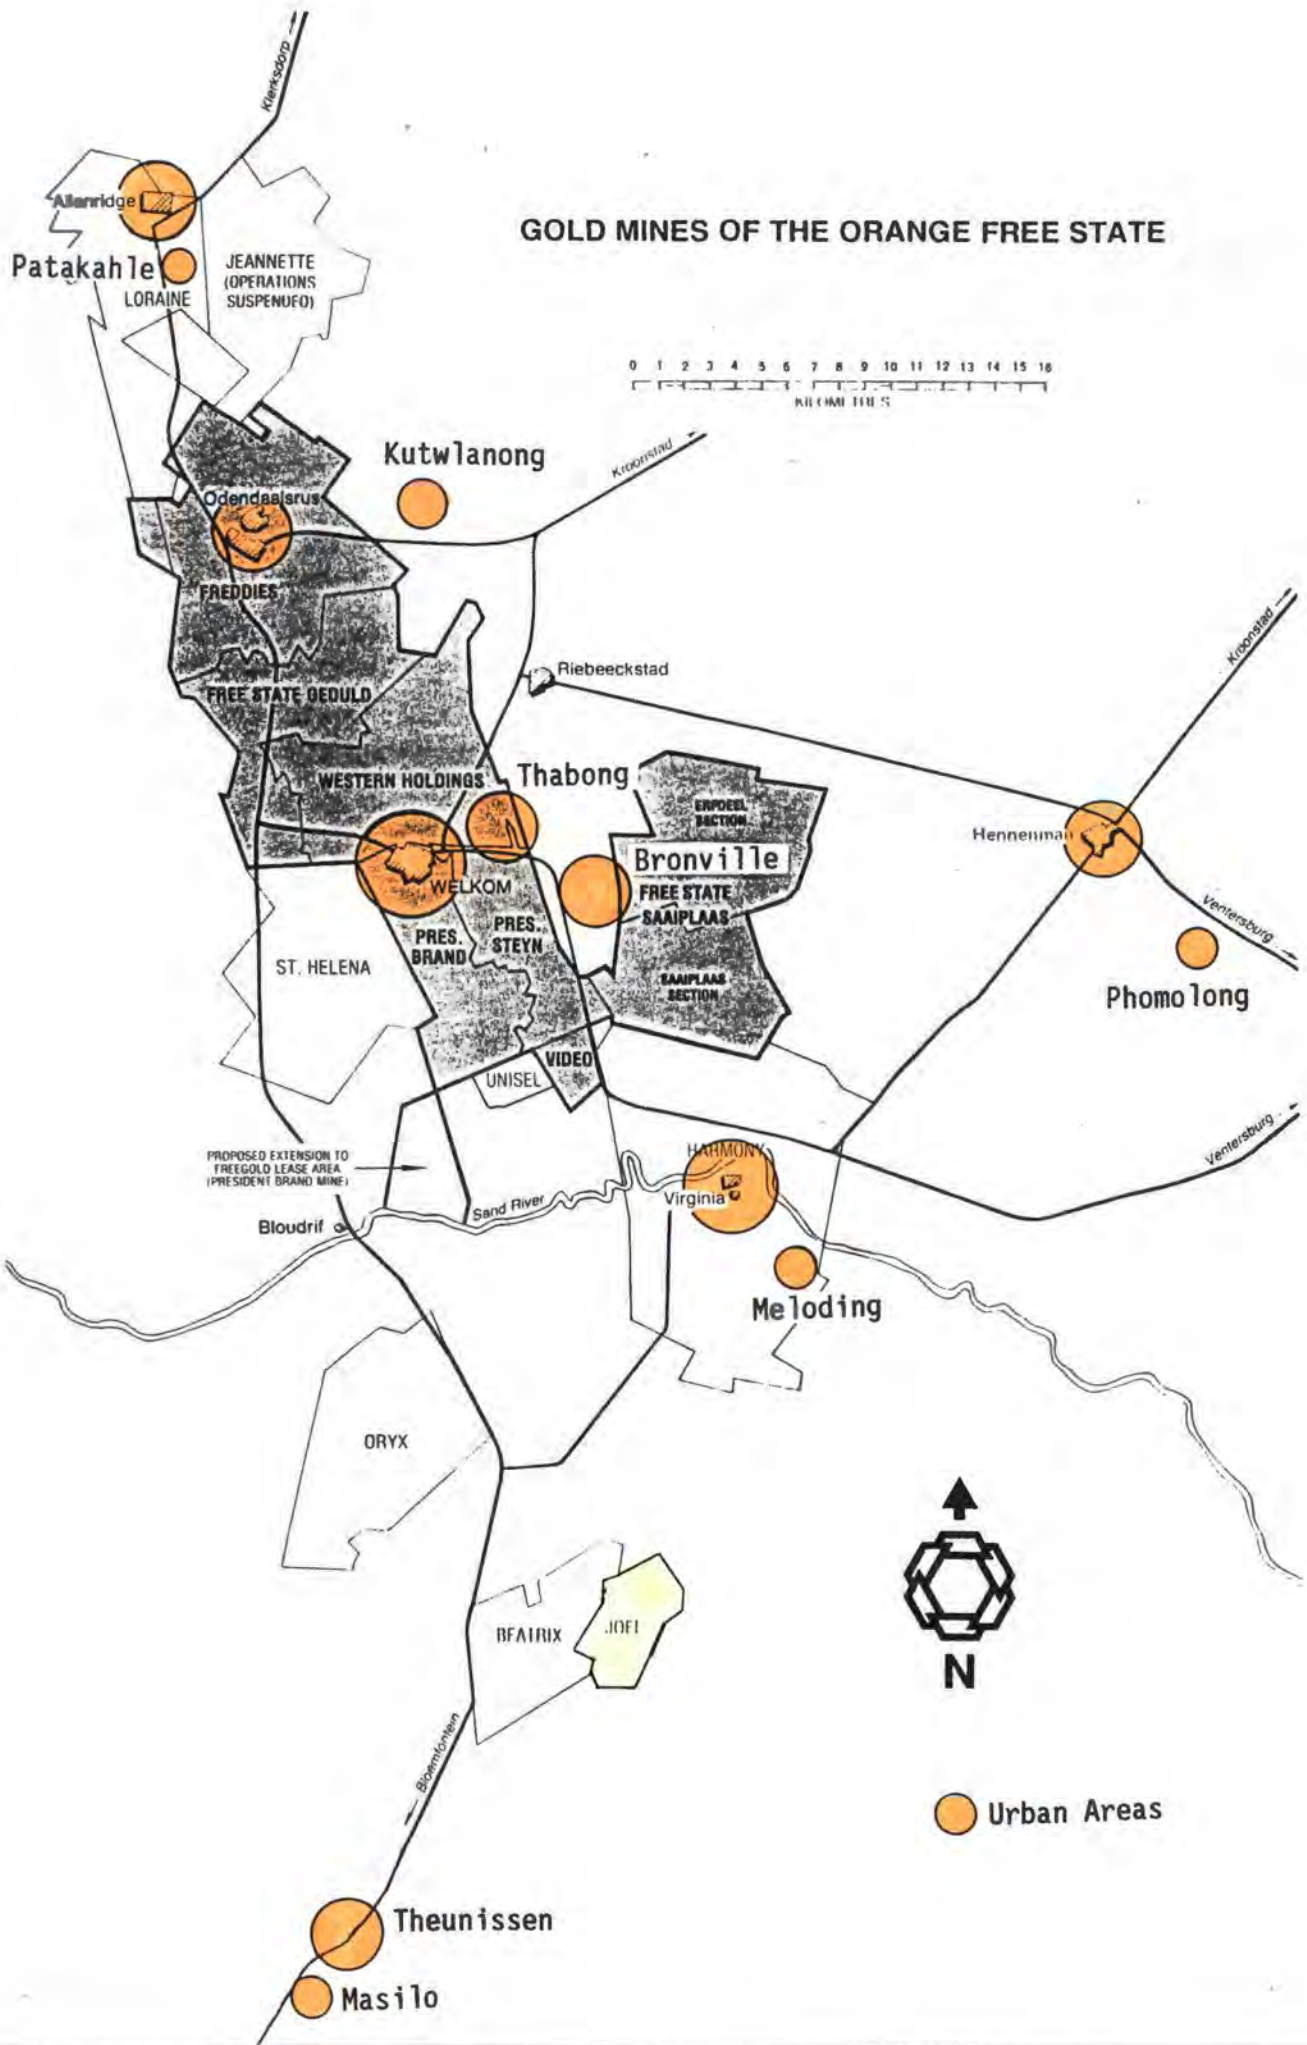 Klerksdorp
Allanridge
GOLD MINES OF THE ORANGE FREE STATE
Patakahle
JEANNETTE
(OPERATIONS
SUSPENDED)
LORAINE
0 1 2 3 4 5 6 7 8 9 10 11 12 13 14 15 16
KILOMETRES
Kutwlanong
Kroonstad
Odendaalsrus
FREDDIES
Kroonstad
Riebeeckstad
FREE STATE GEDULD
WESTERN HOLDINGS
Thabong
ERFDEEL
SECTION
Hennenman
Bronville
WELKOM
FREE STATE
SAAIPLAAS
Ventersburg
PRES.
BRAND
PRES.
STEYN
ST. HELENA
SAAIPLAAS
SECTION
Phomolong
VIDEO
UNISEL
PROPOSED EXTENSION TO
FREEGOLD LEASE AREA
(PRESIDENT BRAND MINE)
HARMONY
Ventersburg
Sand River
Virginia
Bloudrif
Meloding
ORYX
BEATRIX
JOEL
N
Bloemfontein
Urban Areas
Theunissen
Masilo